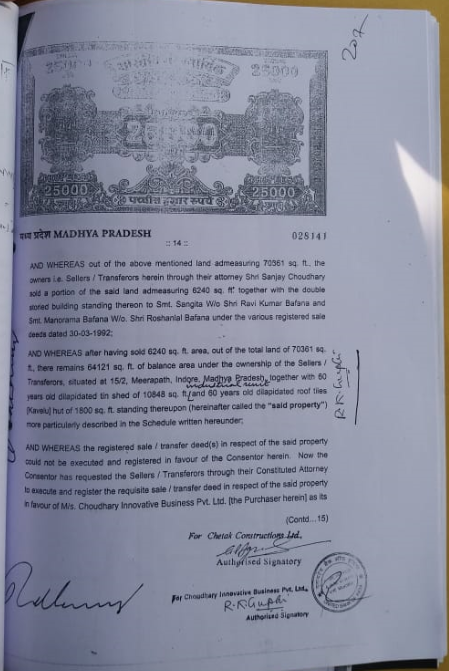 207
25000
25000
25000
25000
पच्चीस हजार रुपये
मध्य प्रदेश MADHYA PRADESH
028141
:: 14 ::
AND WHEREAS out of the above mentioned land admeasuring 70361 sq. ft., the
owners i.e. Sellers / Transferors herein through their attorney Shri Sanjay Choudhary
sold a portion of the said land admeasuring 6240 sq. ft' together with the double
storied building standing thereon to Smt. Sangita W/o Shri Ravi Kumar Bafana and
Smt. Manorama Bafana W/o. Shri Roshanlal Bafana under the various registered sale
deeds dated 30-03-1992;
AND WHEREAS after having sold 6240 sq. ft. area, out of the total land of 70361 sq.
ft., there remains 64121 sq. ft. of balance area under the ownership of the Sellers /
Transferors, situated at 15/2, Meerapath, Indore, Madhya Pradesh, together with 60
industrial unit
years old dilapidated tin shed of 10848 sq. ft. and 60 years old dilapidated roof tiles
[Kavelu] hut of 1800 sq. ft. standing thereupon (hereinafter called the "said property")
more particularly described in the Schedule written hereunder;
R.K.Gupta
AND WHEREAS the registered sale / transfer deed(s) in respect of the said property
could not be executed and registered in favour of the Consentor herein. Now the
Consentor has requested the Sellers / Transferors through their Constituted Attorney
to execute and register the requisite sale / transfer deed in respect of the said property
in favour of M/s. Choudhary Innovative Business Pvt. Ltd. [the Purchaser herein] as its
(Contd...15)
For Chetak Constructions Ltd.
Authorised Signatory
For Choudhary Innovative Business Pvt. Ltd.
R.K.Gupta
Authorised Signatory